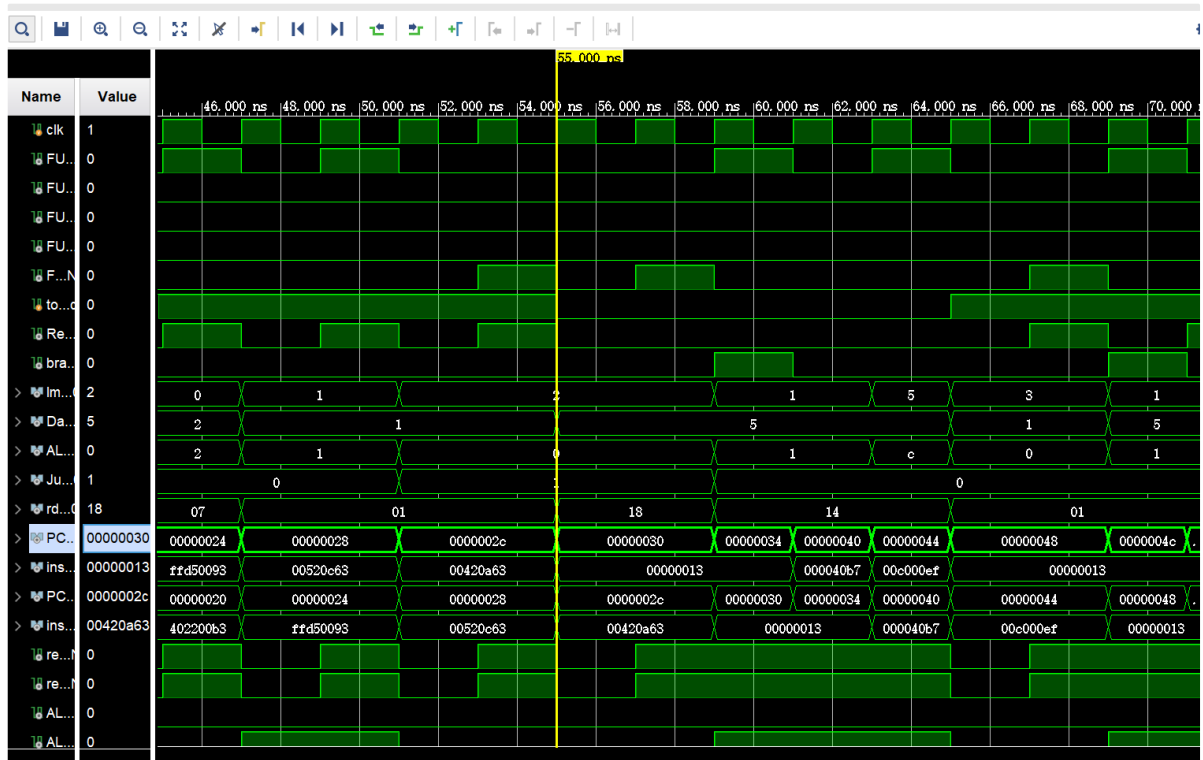 55.000 ns
Name Value
46.000 ns 48.000 ns 50.000 ns 52.000 ns 54.000 ns 56.000 ns 58.000 ns 60.000 ns 62.000 ns 64.000 ns 66.000 ns 68.000 ns 70.000
clk 1
FU... 0
FU... 0
FU... 0
FU... 0
F...N 0
to...c 0
Re... 0
bra... 0
Im... 2 0 1 2 1 5 3 1
Da... 5 2 1 5 1 5
AL... 0 2 1 0 1 c 0 1
Ju... 1 0 1 0
rd... 18 07 01 18 14 01
PC... 00000030 00000024 00000028 0000002c 00000030 00000034 00000040 00000044 00000048 0000004c .
ins... 00000013 ffd50093 00520c63 00420a63 00000013 000040b7 00c000ef 00000013
PC... 0000002c 00000020 00000024 00000028 0000002c 00000030 00000034 00000040 00000044 00000048 .
ins... 00420a63 402200b3 ffd50093 00520c63 00420a63 00000013 000040b7 00c000ef 00000013
re...N 0
re...N 0
AL... 0
AL... 0